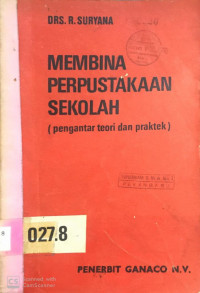 DRS. R. SURYANA
MEMBINA
PERPUSTAKAAN
SEKOLAH
( pengantar teori dan praktek )
027.8
PENERBIT GANACO N.V.